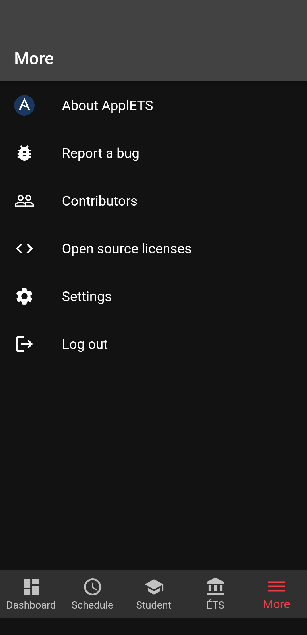 More
About ApplETS
Report a bug
Contributors
Open source licenses
Settings
Log out
Dashboard
Schedule
Student
ÉTS
More